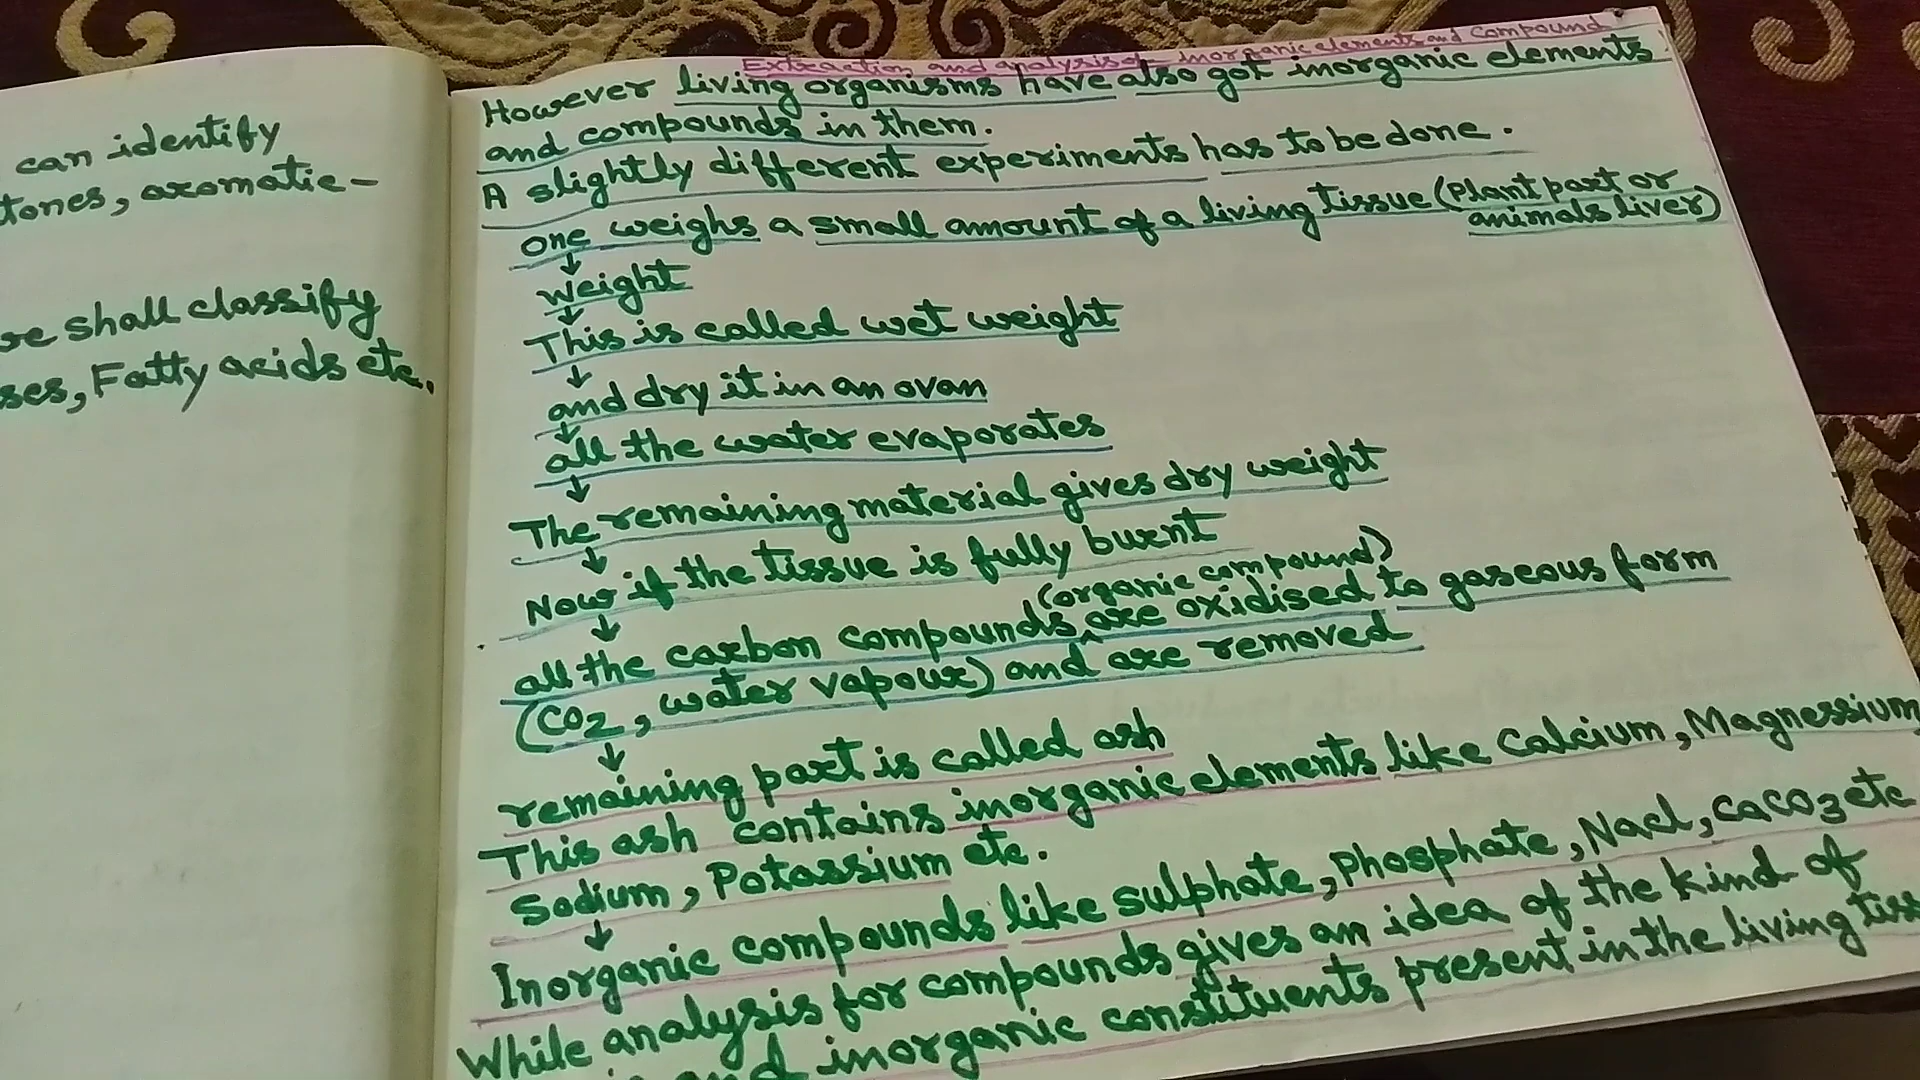 can identify
tones, aromatic-
re shall classify
ses, Fatty acids etc.
Extraction and analysis of inorganic elements and compound
However living organisms have also got inorganic elements
and compounds in them.
A slightly different experiments has to be done.
one weighs a small amount of a living tissue (Plant part or
animals liver)
↓
weight
↓
This is called wet weight
↓
and dry it in an ovan
↓
all the water evaporates
↓
The remaining material gives dry weight
↓
Now if the tissue is fully burnt
↓
(organic compound)
all the carbon compounds ^ are oxidised to gaseous form
(CO2, water vapour) and are removed
↓
remaining part is called ash
This ash contains inorganic elements like Calcium, Magnessium,
Sodium, Potassium etc.
↓
Inorganic compounds like sulphate, phosphate, Nacl, CaCO3 etc
While analysis for compounds gives an idea of the kind of
and inorganic constituents present in the living tiss